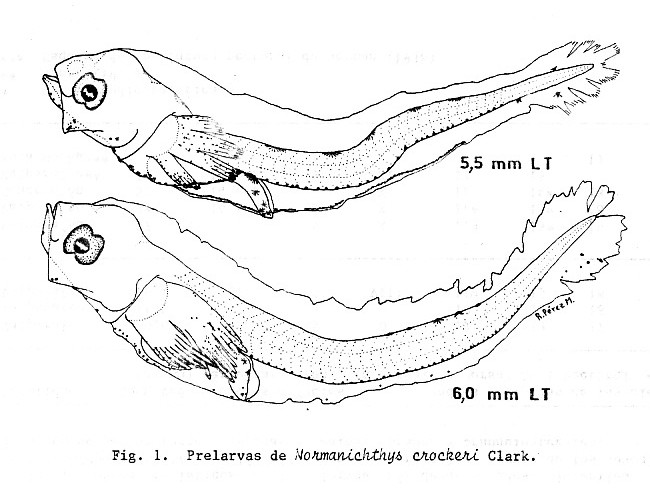 5,5 mm LT
R. Pérez M.
6,0 mm LT
Fig. 1. Prelarvas de Normanichthys crockeri Clark.